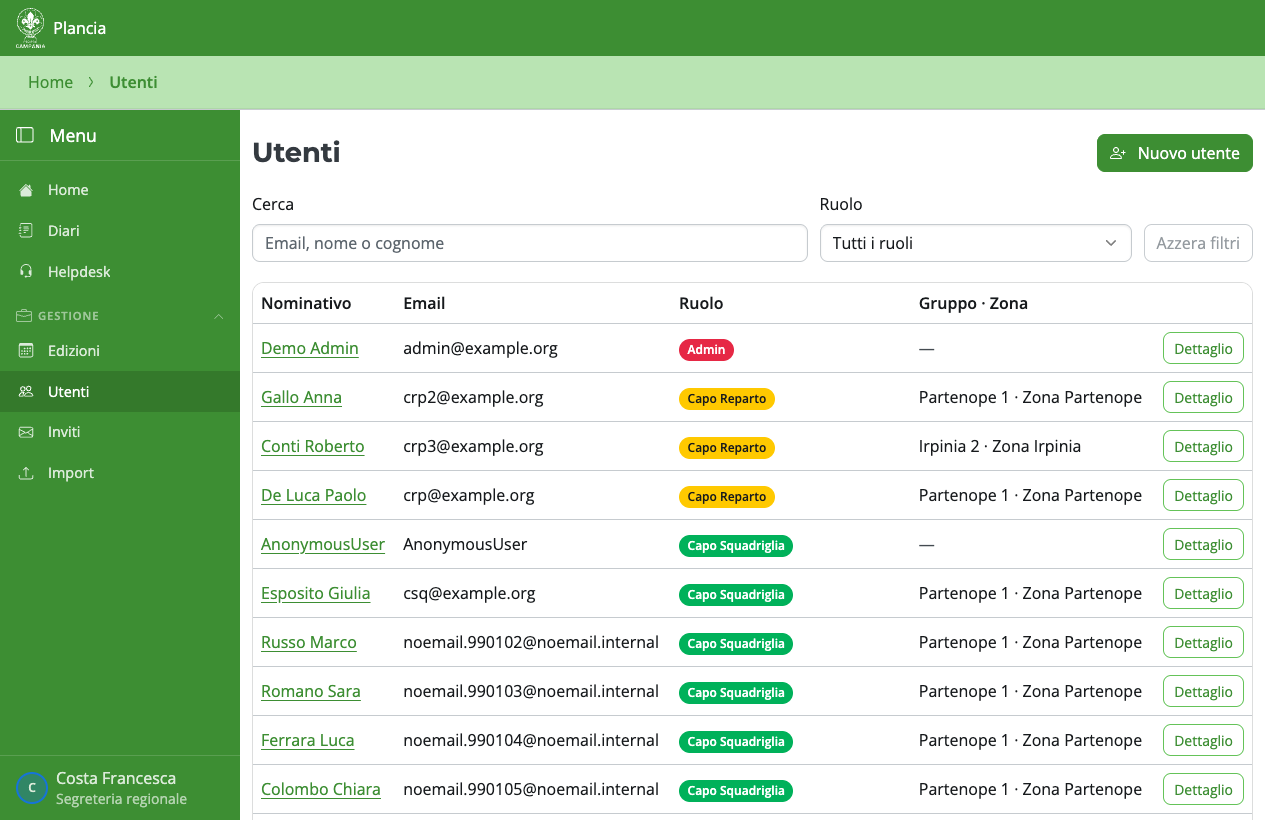 CAMPANIA
Plancia
Home > Utenti
Menu
Home
Diari
Helpdesk
GESTIONE
Edizioni
Utenti
Inviti
Import
C
Costa Francesca
Segreteria regionale
Utenti
Nuovo utente
Cerca
Ruolo
Email, nome o cognome
Tutti i ruoli
Azzera filtri
Nominativo Email Ruolo Gruppo · Zona
Demo Admin admin@example.org Admin — Dettaglio
Gallo Anna crp2@example.org Capo Reparto Partenope 1 · Zona Partenope Dettaglio
Conti Roberto crp3@example.org Capo Reparto Irpinia 2 · Zona Irpinia Dettaglio
De Luca Paolo crp@example.org Capo Reparto Partenope 1 · Zona Partenope Dettaglio
AnonymousUser AnonymousUser Capo Squadriglia — Dettaglio
Esposito Giulia csq@example.org Capo Squadriglia Partenope 1 · Zona Partenope Dettaglio
Russo Marco noemail.990102@noemail.internal Capo Squadriglia Partenope 1 · Zona Partenope Dettaglio
Romano Sara noemail.990103@noemail.internal Capo Squadriglia Partenope 1 · Zona Partenope Dettaglio
Ferrara Luca noemail.990104@noemail.internal Capo Squadriglia Partenope 1 · Zona Partenope Dettaglio
Colombo Chiara noemail.990105@noemail.internal Capo Squadriglia Partenope 1 · Zona Partenope Dettaglio